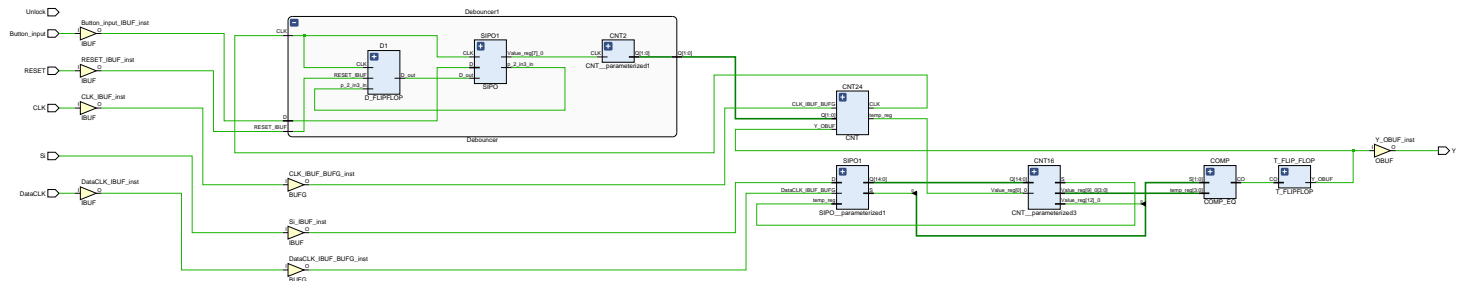 Unlock
Button_input
Button_input_IBUF_inst
I
O
IBUF
RESET
RESET_IBUF_inst
I
O
IBUF
CLK
CLK_IBUF_inst
I
O
IBUF
Si
DataCLK
DataCLK_IBUF_inst
I
O
IBUF
Debouncer1
CLK
D
RESET_IBUF
D1
CLK
RESET_IBUF
p_2_in3_in
D_out
D_FLIPFLOP
SIPO1
CLK
D
D_out
Value_reg[7]_0
p_2_in3_in
SIPO
CNT2
CLK
Q[1:0]
CNT__parameterized1
Q[1:0]
Debouncer
CLK_IBUF_BUFG_inst
I
O
BUFG
Si_IBUF_inst
I
O
IBUF
DataCLK_IBUF_BUFG_inst
I
O
BUFG
CNT24
CLK_IBUF_BUFG
Q[1:0]
Y_OBUF
CLK
temp_reg
CNT
SIPO1
D
DataCLK_IBUF_BUFG
temp_reg
Q[14:0]
S
SIPO__parameterized1
CNT16
Q[14:0]
Value_reg[0]_0
S
Value_reg[9]_0[3:0]
Value_reg[12]_0
CNT__parameterized3
COMP
S[1:0]
temp_reg[3:0]
CO
COMP_EQ
T_FLIP_FLOP
CO
Y_OBUF
T_FLIPFLOP
Y_OBUF_inst
I
O
OBUF
Y